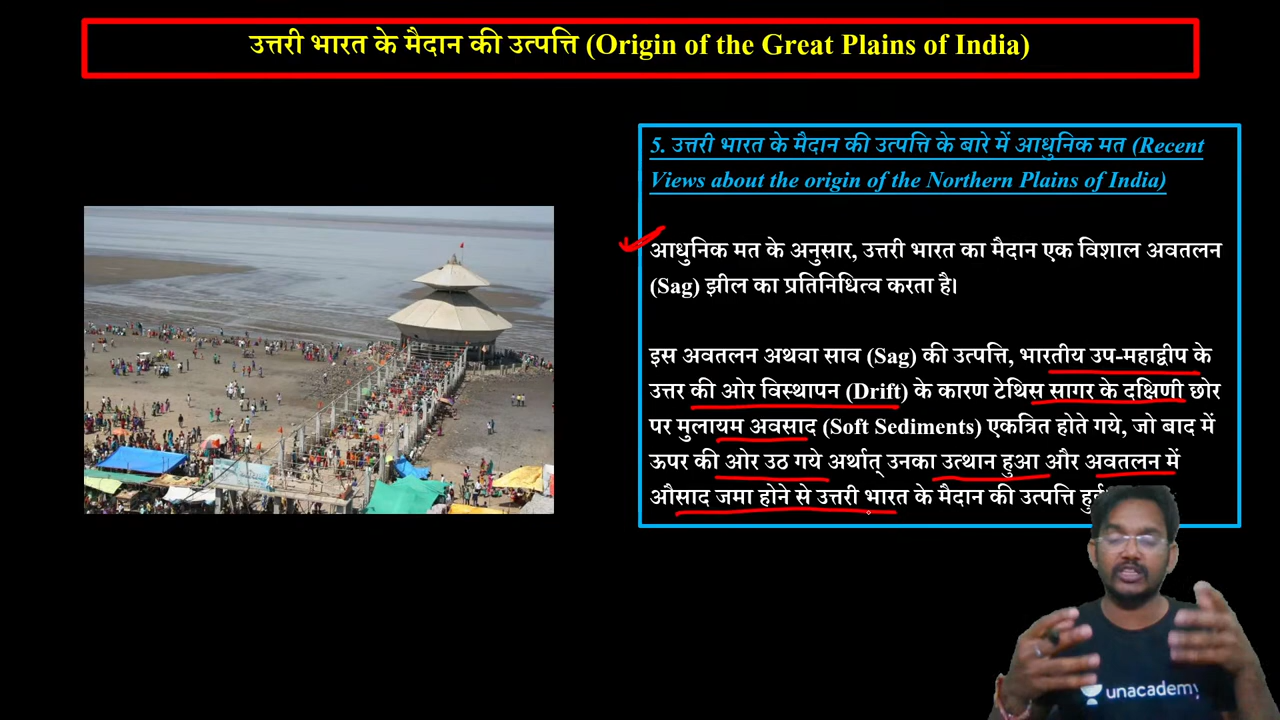 उत्तरी भारत के मैदान की उत्पत्ति (Origin of the Great Plains of India)
5. उत्तरी भारत के मैदान की उत्पत्ति के बारे में आधुनिक मत (Recent
Views about the origin of the Northern Plains of India)
आधुनिक मत के अनुसार, उत्तरी भारत का मैदान एक विशाल अवतलन
(Sag) झील का प्रतिनिधित्व करता है।
इस अवतलन अथवा साव (Sag) की उत्पत्ति, भारतीय उप-महाद्वीप के
उत्तर की ओर विस्थापन (Drift) के कारण टेथिस सागर के दक्षिणी छोर
पर मुलायम अवसाद (Soft Sediments) एकत्रित होते गये, जो बाद में
ऊपर की ओर उठ गये अर्थात् उनका उत्थान हुआ और अवतलन में
औसाद जमा होने से उत्तरी भारत के मैदान की उत्पत्ति
unacademy